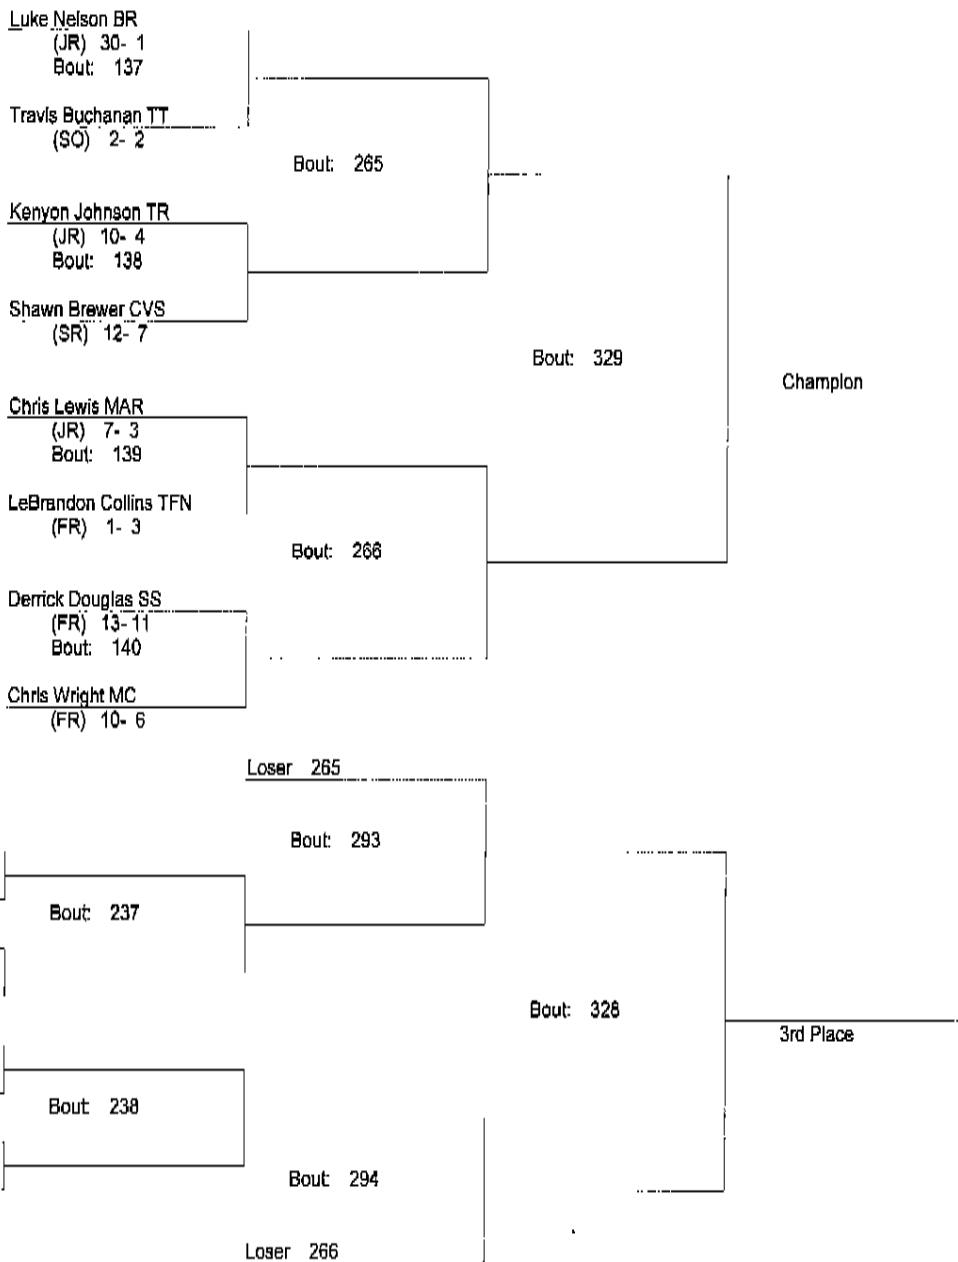 Luke Nelson BR
(JR) 30- 1
Bout: 137
Travis Buchanan TT
(SO) 2- 2
Bout: 265
Kenyon Johnson TR
(JR) 10- 4
Bout: 138
Shawn Brewer CVS
(SR) 12- 7
Bout: 329
Champion
Chris Lewis MAR
(JR) 7- 3
Bout: 139
LeBrandon Collins TFN
(FR) 1- 3
Bout: 266
Derrick Douglas SS
(FR) 13- 11
Bout: 140
Chris Wright MC
(FR) 10- 6
Loser 265
Bout: 293
Bout: 237
Bout: 328
3rd Place
Bout: 238
Bout: 294
Loser 266